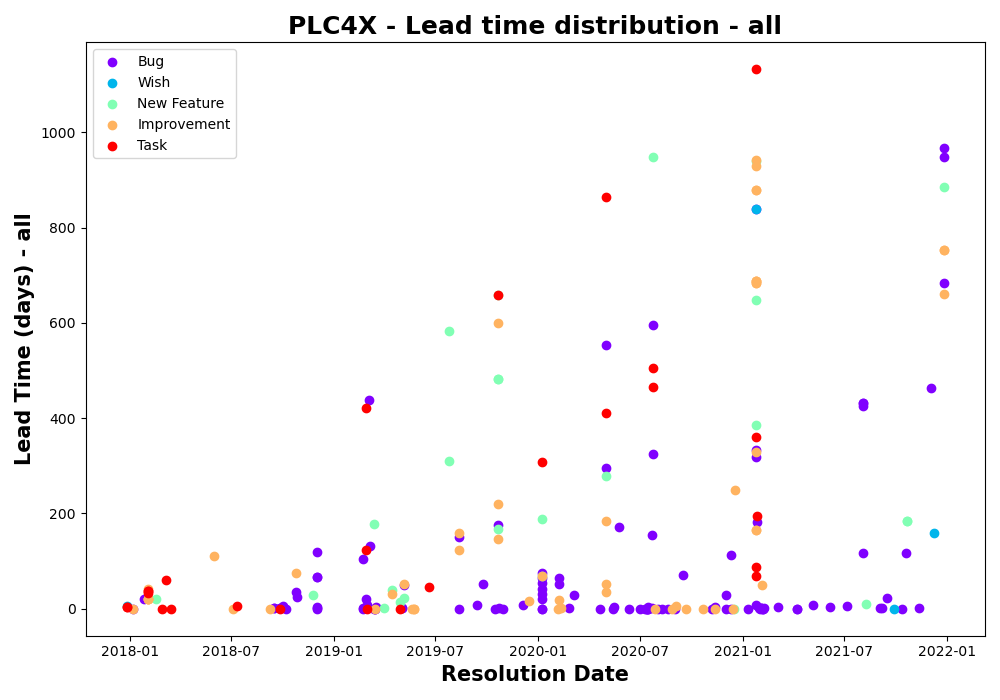 PLC4X - Lead time distribution - all
Bug
Wish
New Feature
Improvement
Task
Lead Time (days) - all
1000
800
600
400
200
0
2018-01 2018-07 2019-01 2019-07 2020-01 2020-07 2021-01 2021-07 2022-01
Resolution Date